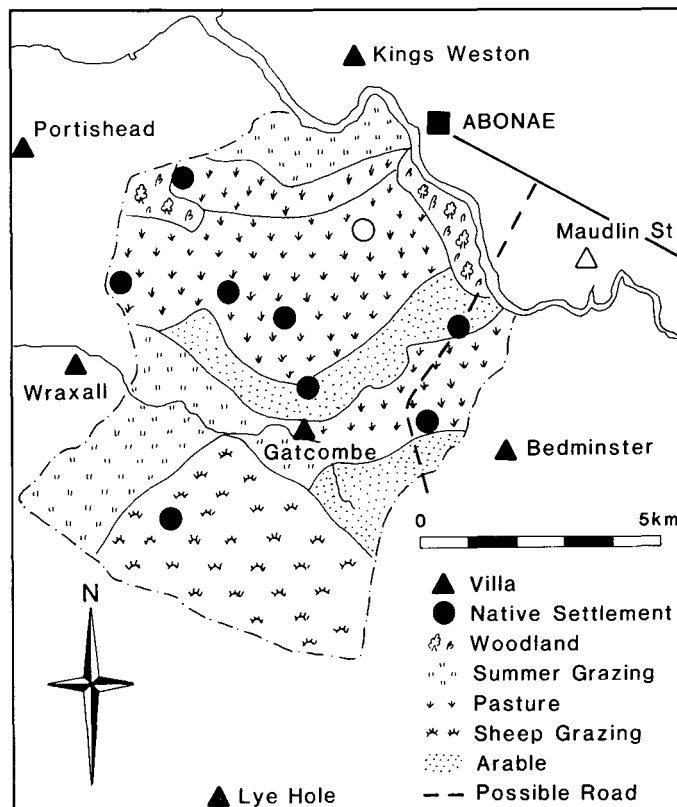 Kings Weston
ABONAE
Portishead
Maudlin St
Wraxall
Gatcombe
Bedminster
0 5km
Villa
Native Settlement
Woodland
Summer Grazing
Pasture
Sheep Grazing
Arable
Possible Road
N
Lye Hole